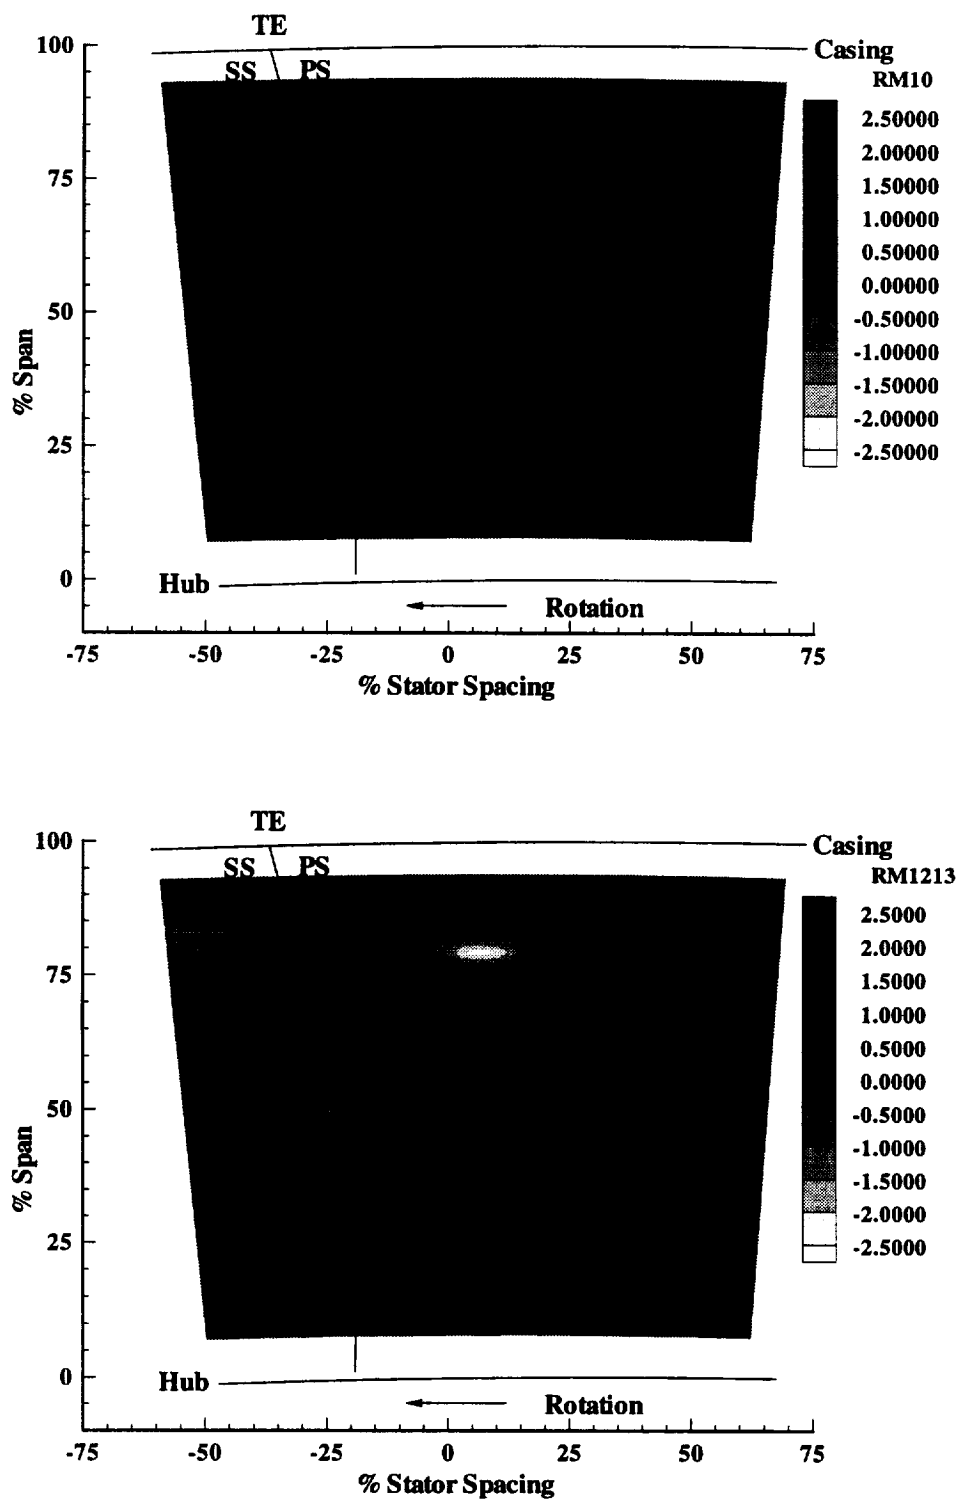 TE
100
Casing
SS PS
RM10
2.50000
2.00000
75
1.50000
1.00000
0.50000
0.00000
50
-0.50000
-1.00000
% Span
-1.50000
-2.00000
25
-2.50000
0
Hub
Rotation
-75 -50 -25 0 25 50 75
% Stator Spacing
TE
100
Casing
SS PS
RM1213
2.5000
2.0000
75
1.5000
1.0000
0.5000
0.0000
50
-0.5000
-1.0000
% Span
-1.5000
-2.0000
25
-2.5000
0
Hub
Rotation
-75 -50 -25 0 25 50 75
% Stator Spacing